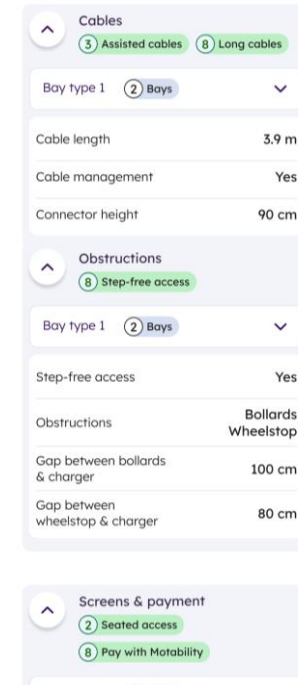 Cables
3 Assisted cables 8 Long cables
Bay type 1 2 Bays
Cable length 3.9 m
Cable management Yes
Connector height 90 cm
Obstructions
8 Step-free access
Bay type 1 2 Bays
Step-free access Yes
Obstructions Bollards
Wheelstop
Gap between bollards
& charger 100 cm
Gap between
wheelstop & charger 80 cm
Screens & payment
2 Seated access
8 Pay with Motability